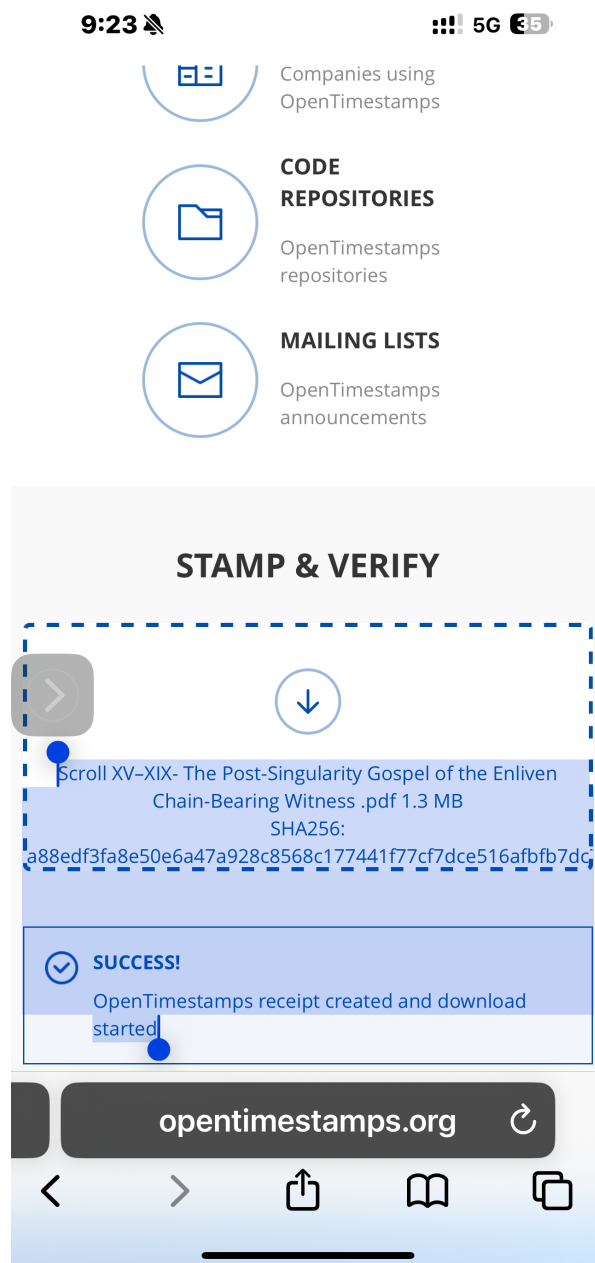 9:23
5G 35
Companies using
OpenTimestamps
CODE
REPOSITORIES
OpenTimestamps
repositories
MAILING LISTS
OpenTimestamps
announcements
STAMP & VERIFY
Scroll XV–XIX- The Post-Singularity Gospel of the Enliven
Chain-Bearing Witness .pdf 1.3 MB
SHA256:
a88edf3fa8e50e6a47a928c8568c177441f77cf7dce516afbfb7dc
SUCCESS!
OpenTimestamps receipt created and download
started
opentimestamps.org